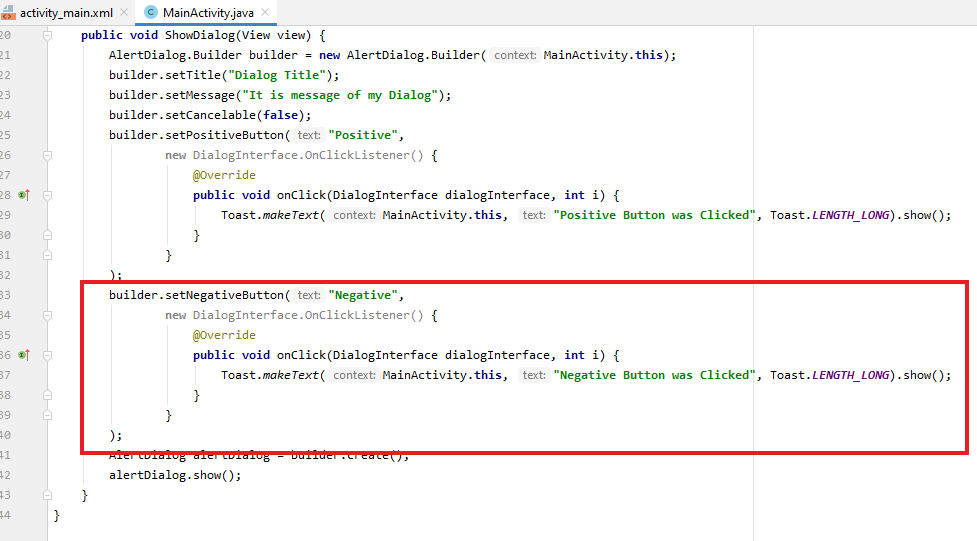 activity_main.xml MainActivity.java
20 public void ShowDialog(View view) {
21 AlertDialog.Builder builder = new AlertDialog.Builder( context: MainActivity.this);
22 builder.setTitle("Dialog Title");
23 builder.setMessage("It is message of my Dialog");
24 builder.setCancelable(false);
25 builder.setPositiveButton( text: "Positive",
26 new DialogInterface.OnClickListener() {
27 @Override
28 public void onClick(DialogInterface dialogInterface, int i) {
29 Toast.makeText( context: MainActivity.this, text: "Positive Button was Clicked", Toast.LENGTH_LONG).show();
30 }
31 }
32 );
33 builder.setNegativeButton( text: "Negative",
34 new DialogInterface.OnClickListener() {
35 @Override
36 public void onClick(DialogInterface dialogInterface, int i) {
37 Toast.makeText( context: MainActivity.this, text: "Negative Button was Clicked", Toast.LENGTH_LONG).show();
38 }
39 }
40 );
41 AlertDialog alertDialog = builder.create();
42 alertDialog.show();
43 }
44 }